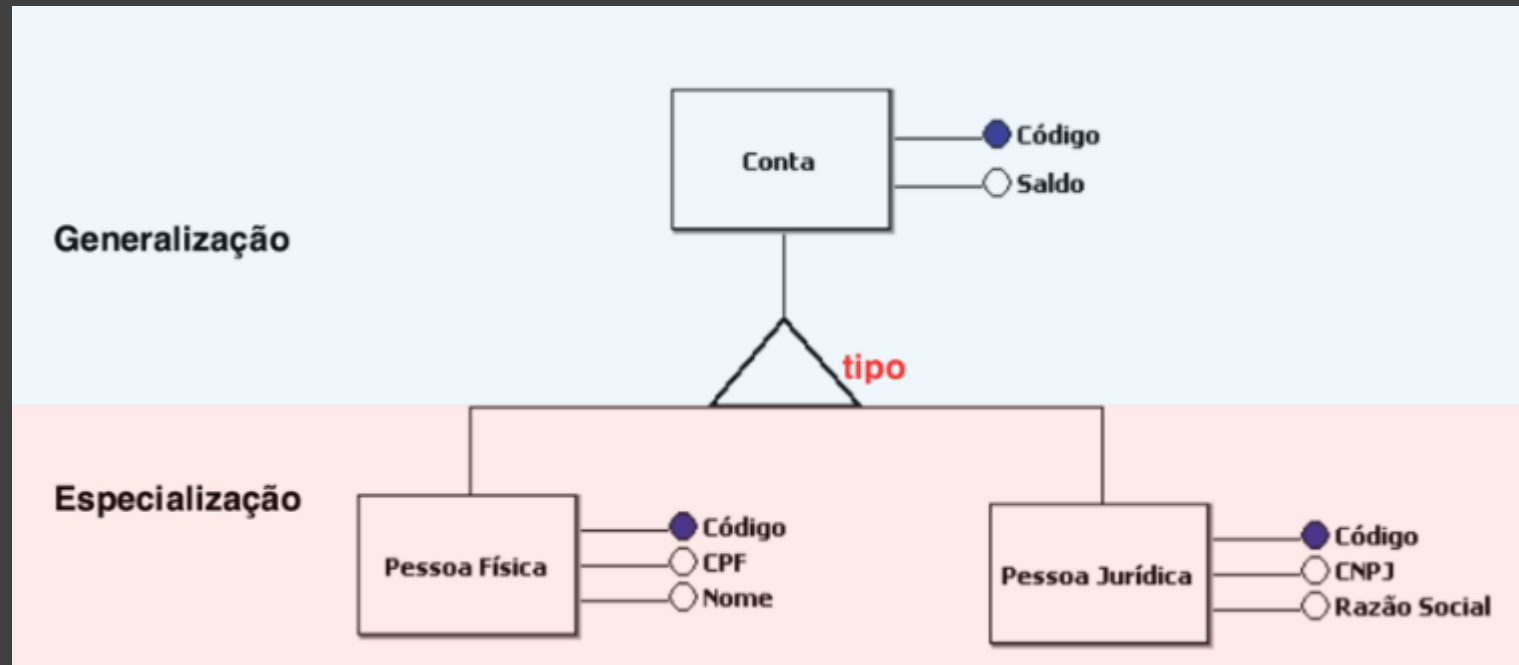 Código
Conta
Saldo
Generalização
tipo
Especialização
Código
Pessoa Física
CPF
Nome
Código
Pessoa Jurídica
CNPJ
Razão Social